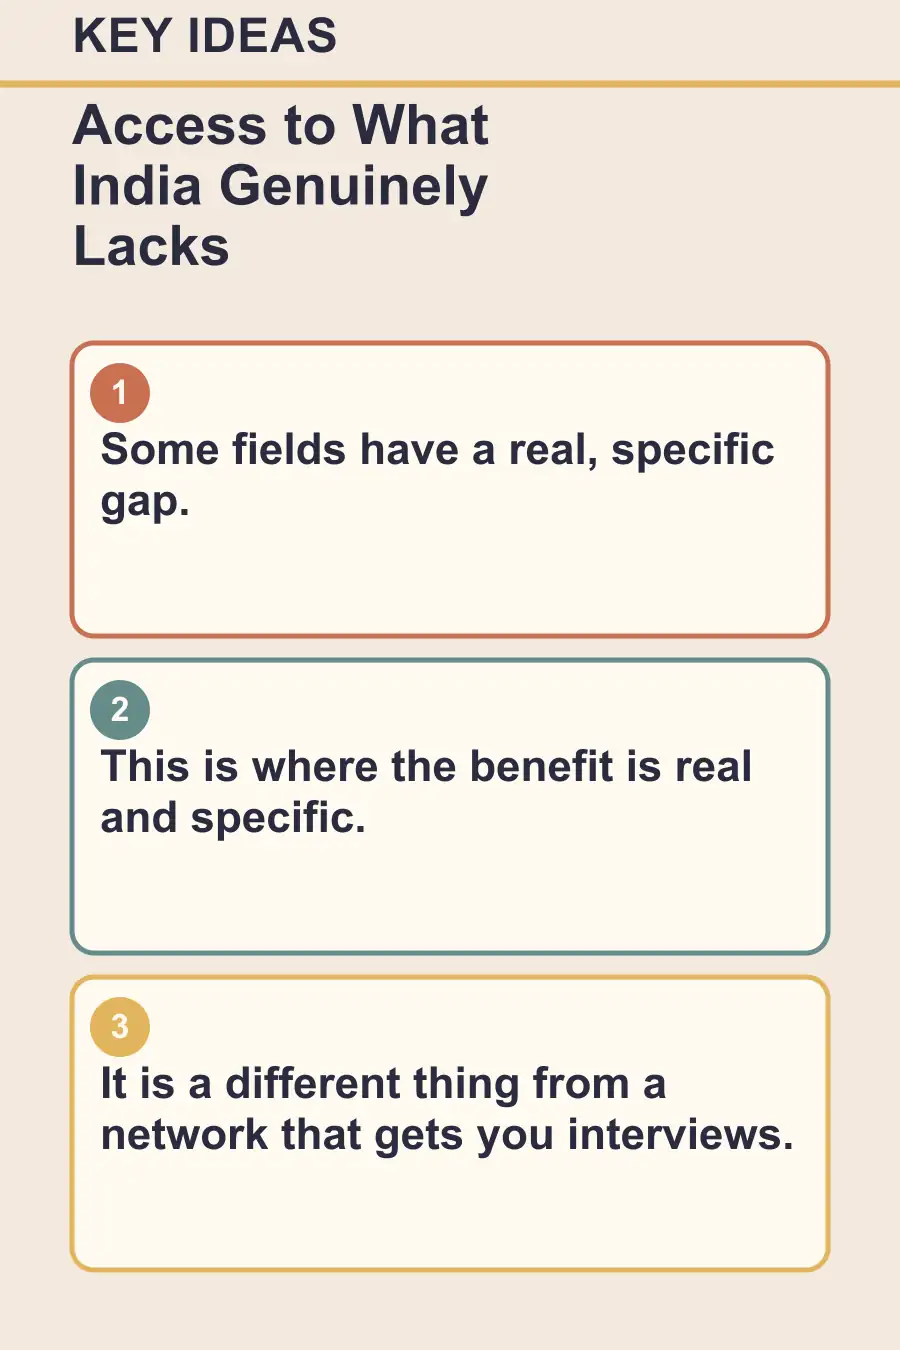 KEY IDEAS
Access to What
India Genuinely
Lacks
1
Some fields have a real, specific
gap.
2
This is where the benefit is real
and specific.
3
It is a different thing from a
network that gets you interviews.